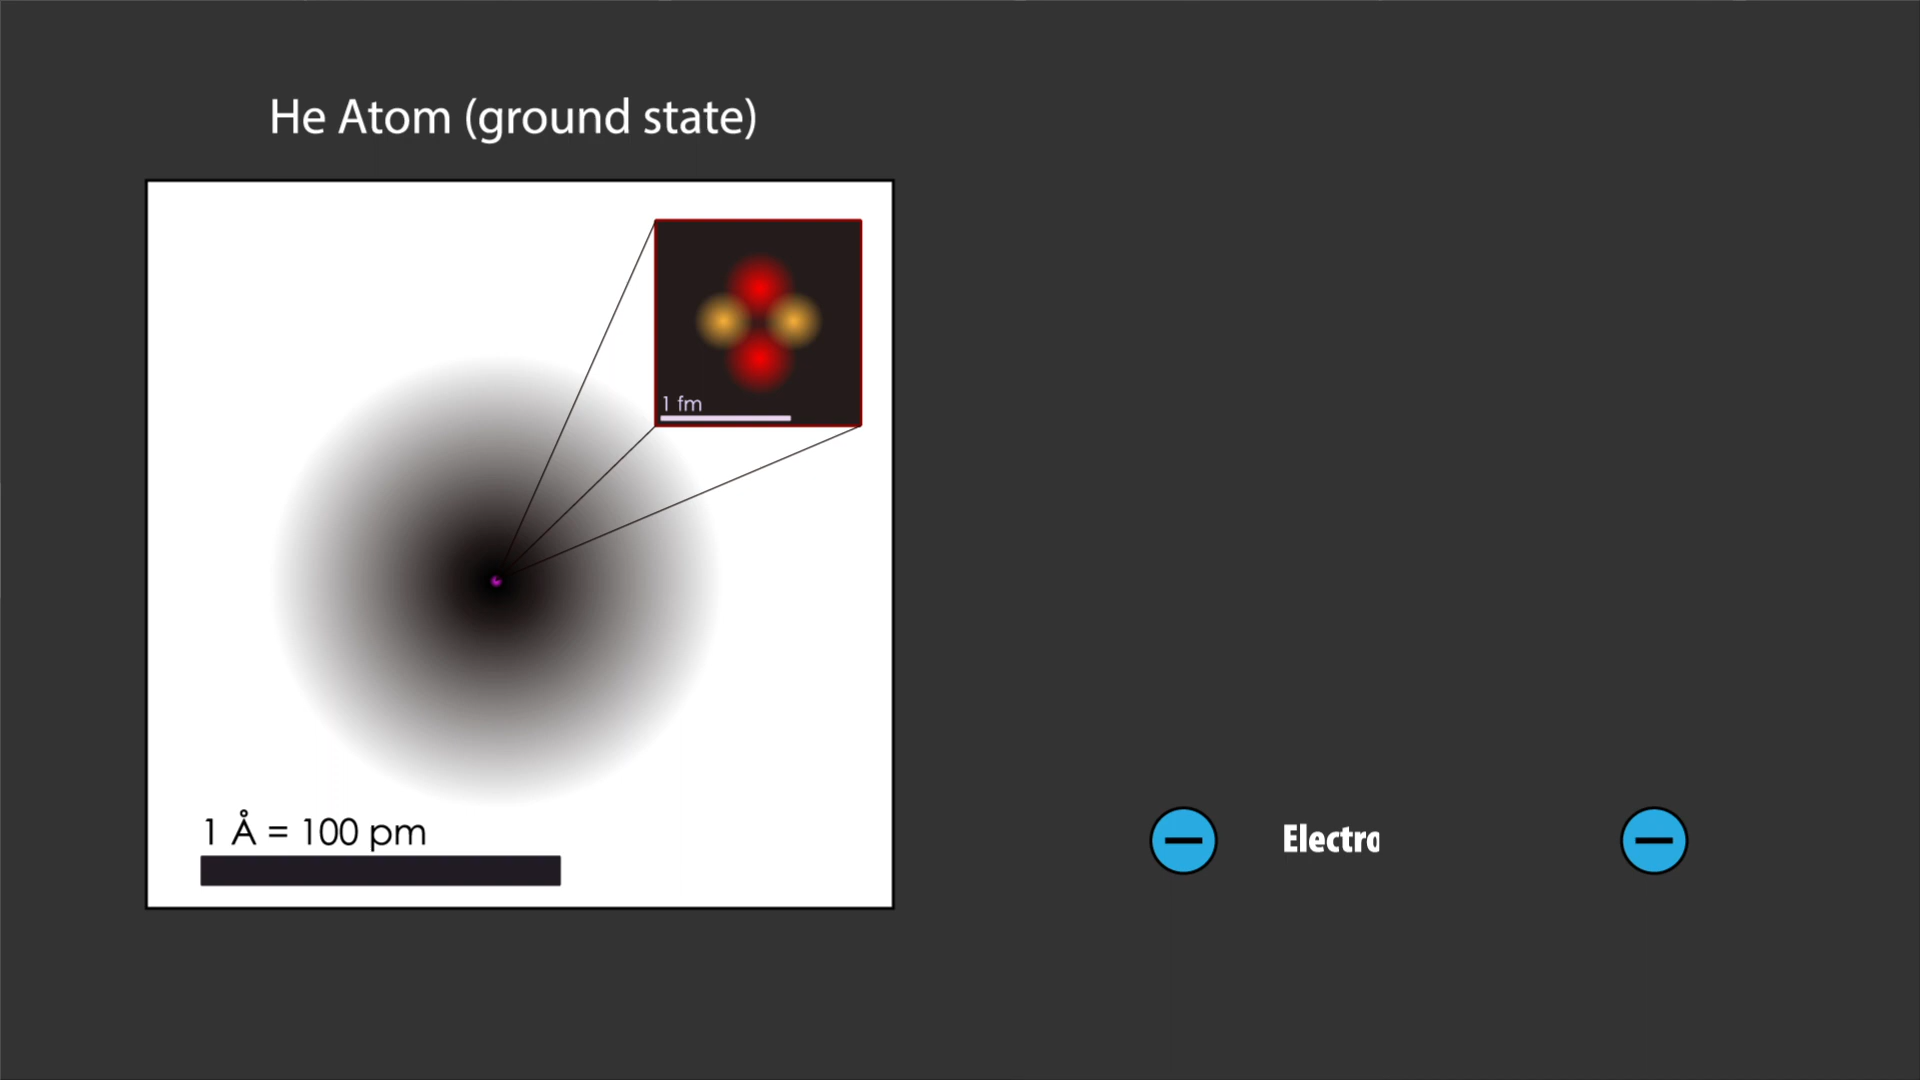 He Atom (ground state)
1 fm
1 Å = 100 pm
Electro